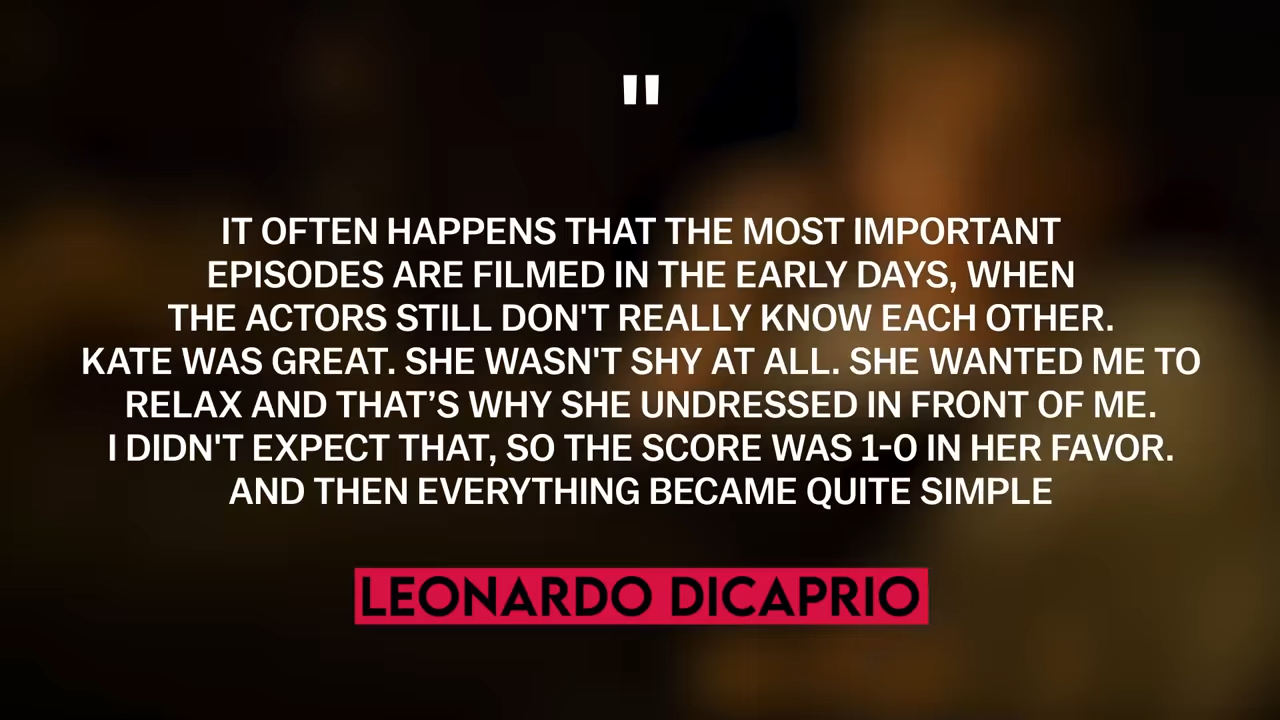 "
IT OFTEN HAPPENS THAT THE MOST IMPORTANT
EPISODES ARE FILMED IN THE EARLY DAYS, WHEN
THE ACTORS STILL DON'T REALLY KNOW EACH OTHER.
KATE WAS GREAT. SHE WASN'T SHY AT ALL. SHE WANTED ME TO
RELAX AND THAT’S WHY SHE UNDRESSED IN FRONT OF ME.
I DIDN'T EXPECT THAT, SO THE SCORE WAS 1-0 IN HER FAVOR.
AND THEN EVERYTHING BECAME QUITE SIMPLE
LEONARDO DICAPRIO